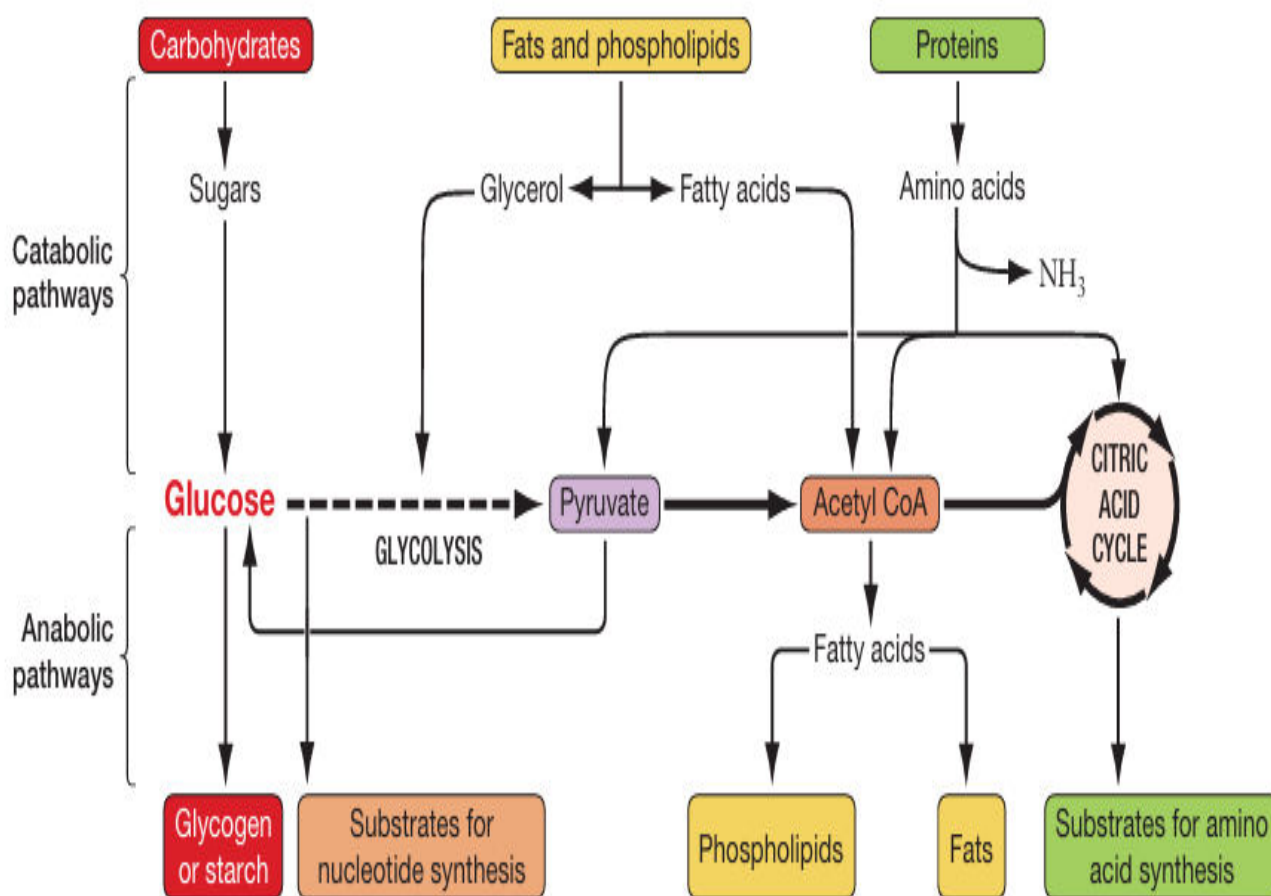 Carbohydrates
Fats and phospholipids
Proteins
Sugars
Glycerol
Fatty acids
Amino acids
Catabolic
pathways
NH₃
Glucose
Pyruvate
Acetyl CoA
CITRIC
ACID
CYCLE
GLYCOLYSIS
Anabolic
pathways
Fatty acids
Glycogen
or starch
Substrates for
nucleotide synthesis
Phospholipids
Fats
Substrates for amino
acid synthesis